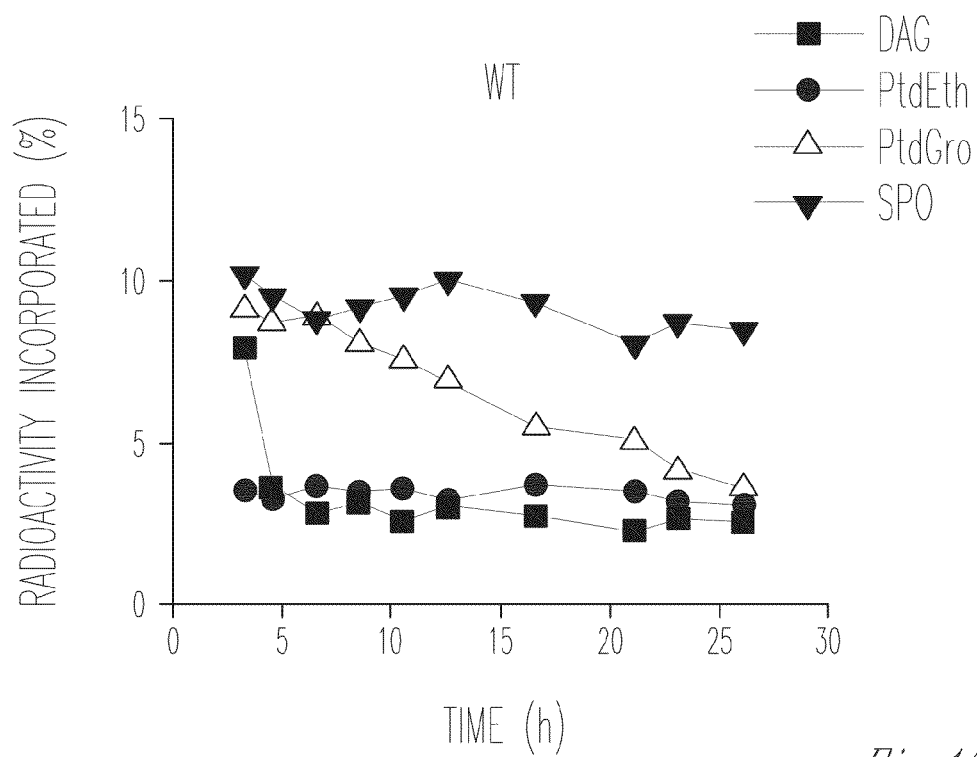 DAG
PtdEth
PtdGro
SPO
WT
RADIOACTIVITY INCORPORATED (%)
15
10
5
0
0 5 10 15 20 25 30
TIME (h)